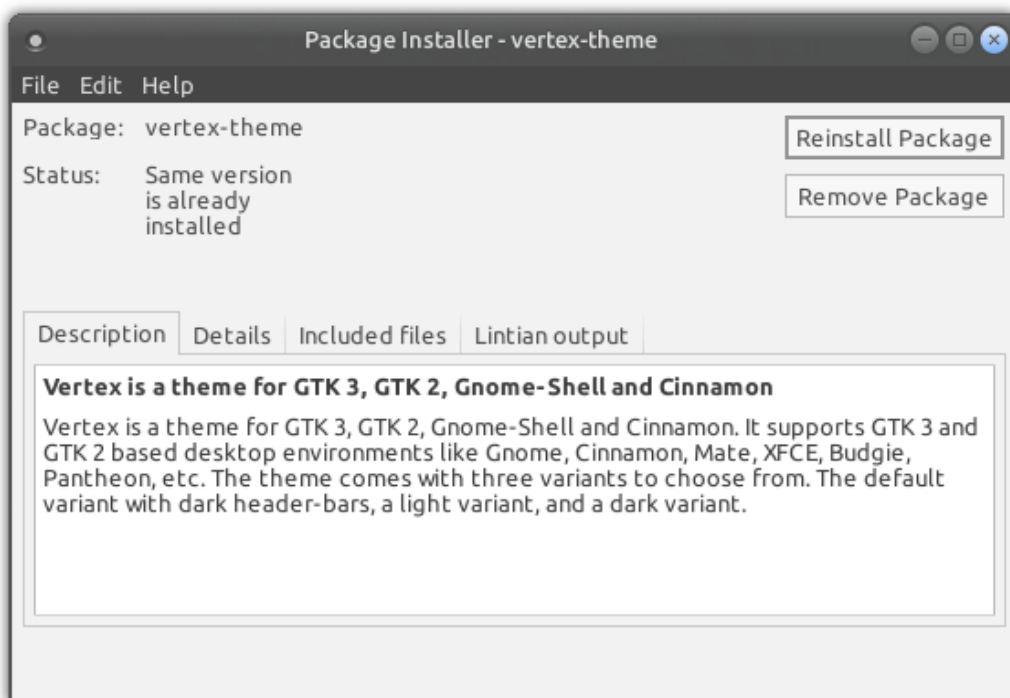 Package Installer - vertex-theme
File Edit Help
Package: vertex-theme
Reinstall Package
Status: Same version
is already
installed
Remove Package
Description Details Included files Lintian output
Vertex is a theme for GTK 3, GTK 2, Gnome-Shell and Cinnamon
Vertex is a theme for GTK 3, GTK 2, Gnome-Shell and Cinnamon. It supports GTK 3 and
GTK 2 based desktop environments like Gnome, Cinnamon, Mate, XFCE, Budgie,
Pantheon, etc. The theme comes with three variants to choose from. The default
variant with dark header-bars, a light variant, and a dark variant.